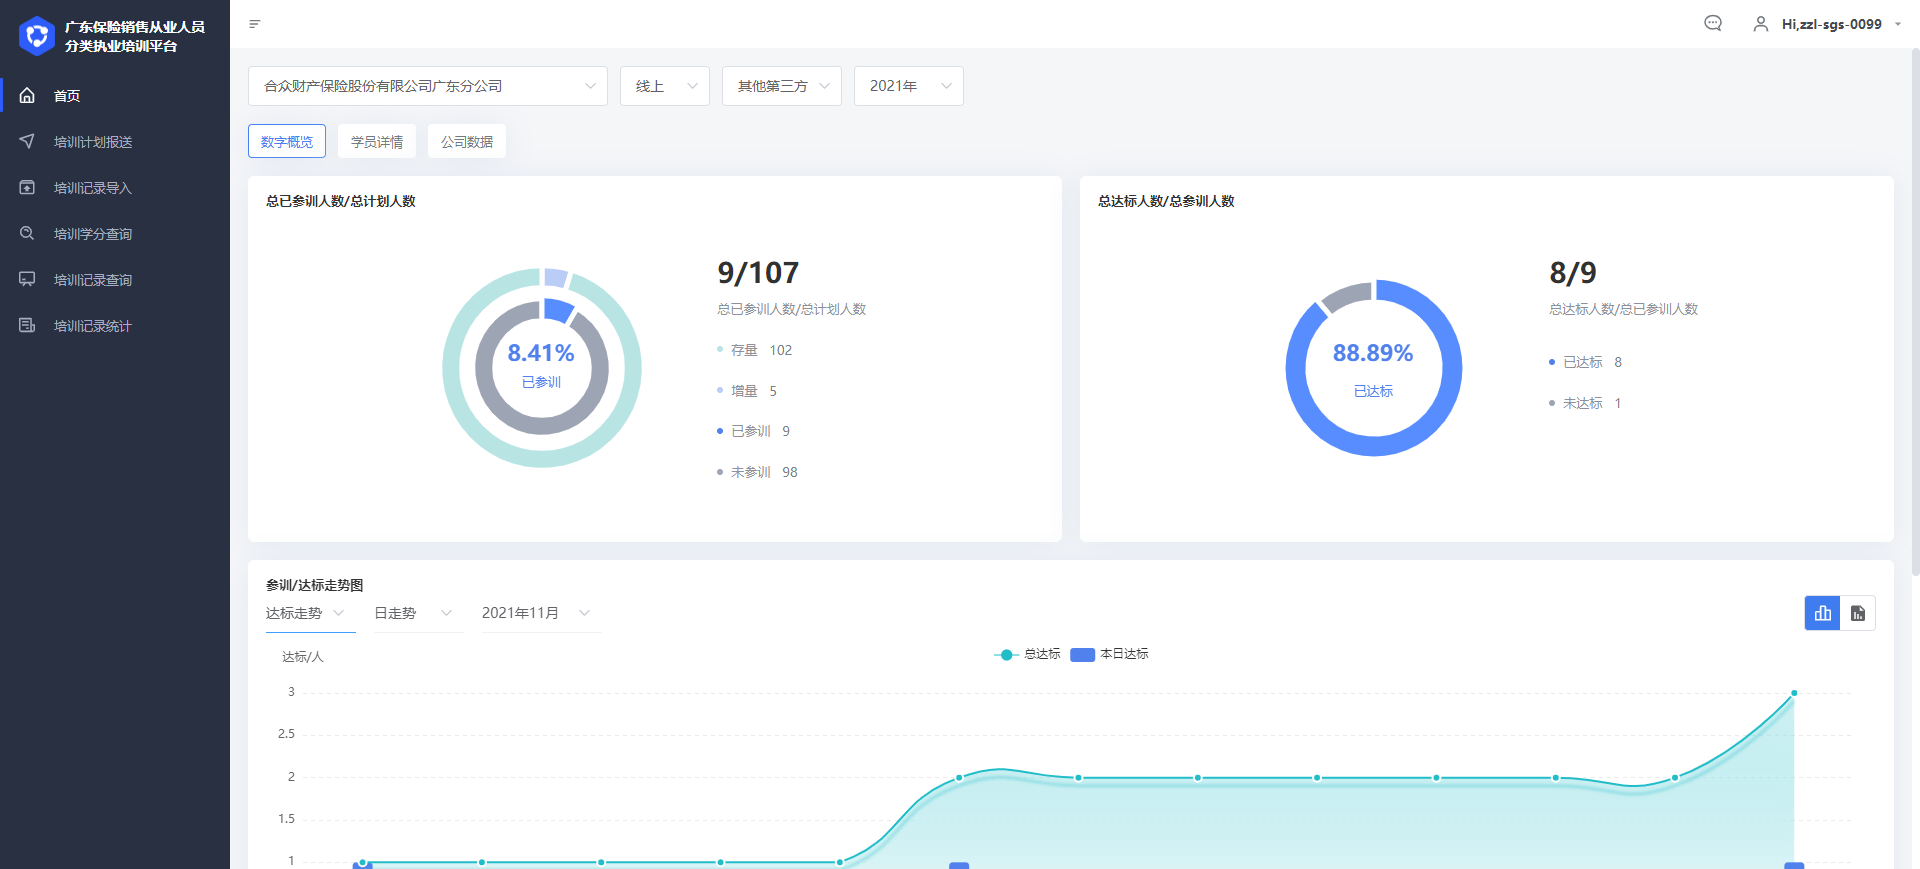 广东保险销售从业人员
分类执业培训平台
Hi,zzl-sgs-0099
首页
培训计划报送
培训记录导入
培训学分查询
培训记录查询
培训记录统计
合众财产保险股份有限公司广东分公司
线上
其他第三方
2021年
数字概览
学员详情
公司数据
总已参训人数/总计划人数
8.41%
已参训
9/107
总已参训人数/总计划人数
存量 102
增量 5
已参训 9
未参训 98
总达标人数/总参训人数
88.89%
已达标
8/9
总达标人数/总已参训人数
已达标 8
未达标 1
参训/达标走势图
达标走势
日走势
2021年11月
达标/人
总达标
本日达标
3
2.5
2
1.5
1